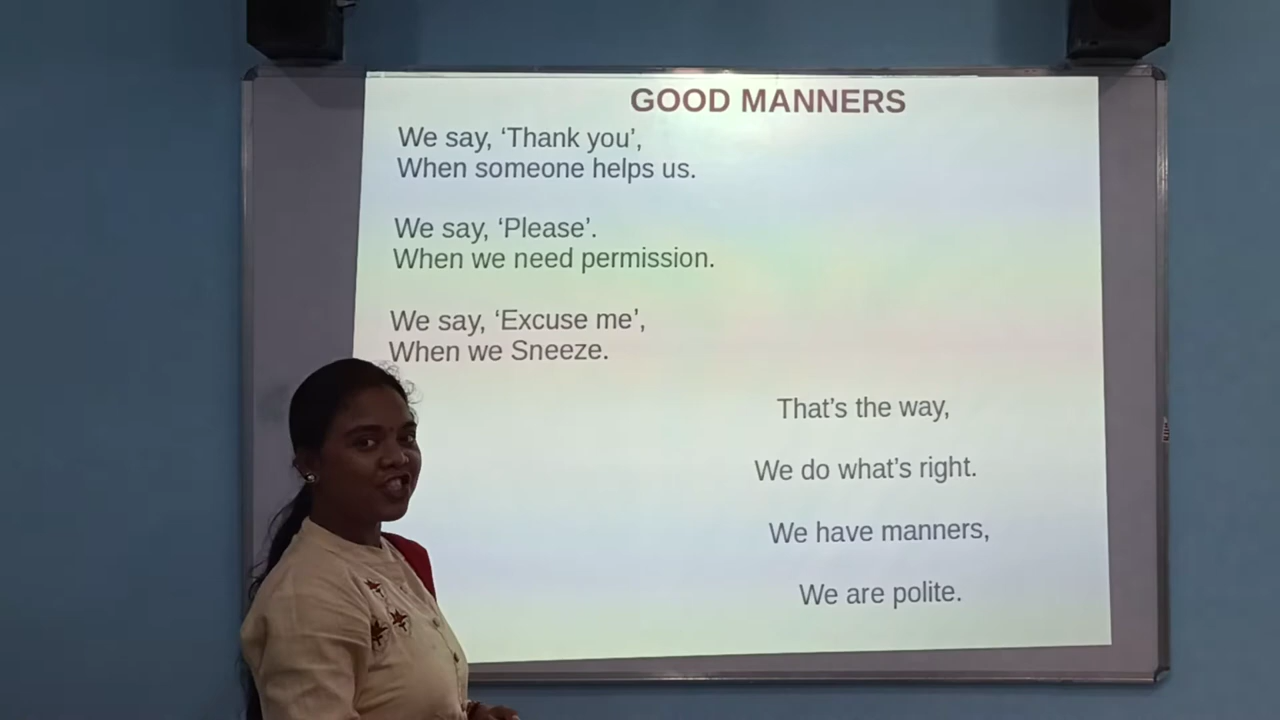 GOOD MANNERS
We say, ‘Thank you’,
When someone helps us.
We say, ‘Please’.
When we need permission.
We say, ‘Excuse me’,
When we Sneeze.
That’s the way,
We do what’s right.
We have manners,
We are polite.